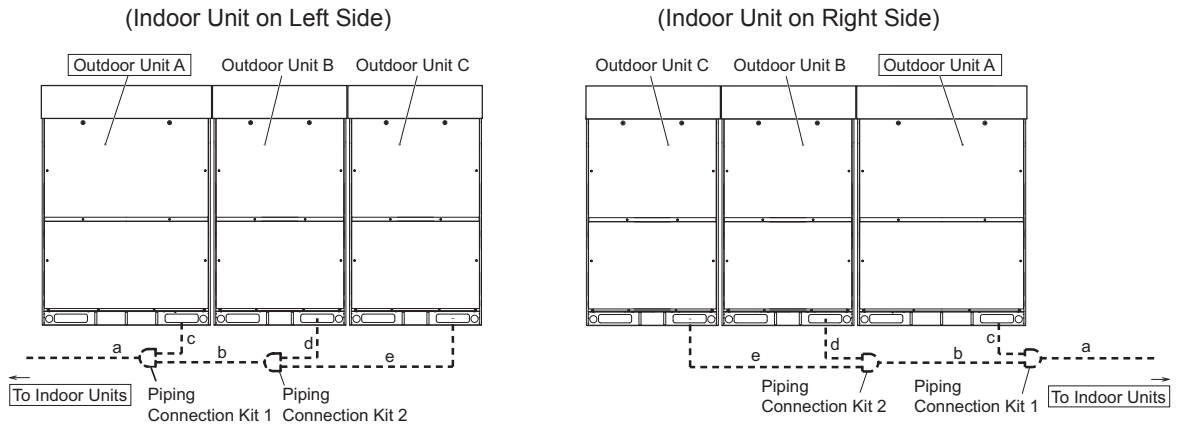 (Indoor Unit on Left Side)
Outdoor Unit A
Outdoor Unit B
Outdoor Unit C
a
c
b
d
e
To Indoor Units
Piping
Connection Kit 1
Piping
Connection Kit 2
(Indoor Unit on Right Side)
Outdoor Unit C
Outdoor Unit B
Outdoor Unit A
e
d
b
c
a
Piping
Connection Kit 2
Piping
Connection Kit 1
To Indoor Units